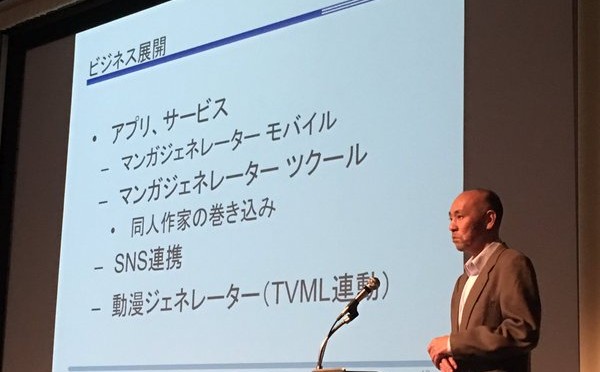 ビジネス展開
• アプリ、サービス
– マンガジェネレーター モバイル
– マンガジェネレーター ツクール
• 同人作家の巻き込み
– SNS連携
– 動漫ジェネレーター（TVML連動）